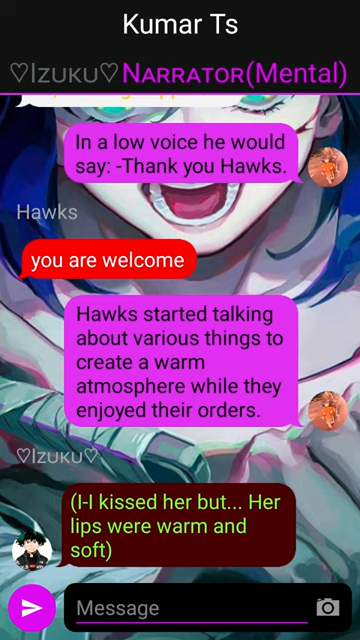 Kumar Ts
♡Izuku♡Narrator(Mental)
In a low voice he would
say: -Thank you Hawks.
Hawks
you are welcome
Hawks started talking
about various things to
create a warm
atmosphere while they
enjoyed their orders.
♡Izuku♡
(I-I kissed her but... Her
lips were warm and
soft)
Message